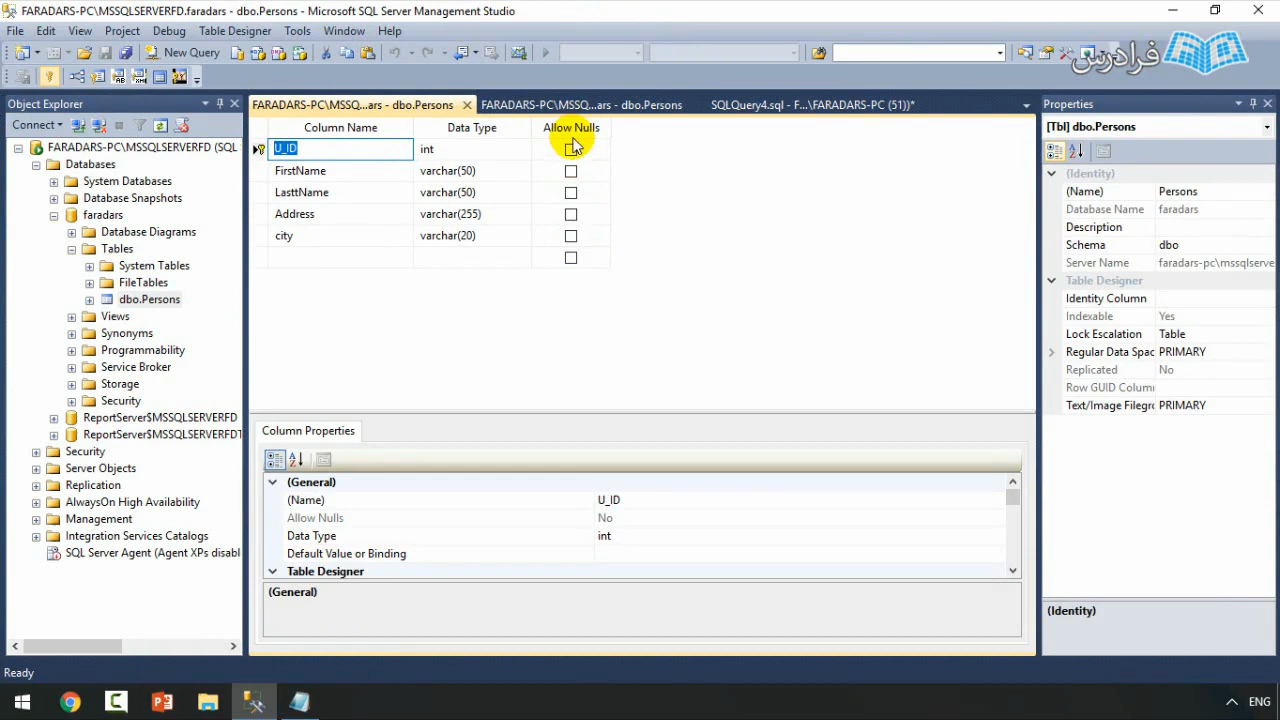 FARADARS-PC\MSSQLSERVERFD.faradars - dbo.Persons - Microsoft SQL Server Management Studio
File Edit View Project Debug Table Designer Tools Window Help
New Query
فرادرس
Object Explorer
Connect
FARADARS-PC\MSSQLSERVERFD (SQL
Databases
System Databases
Database Snapshots
faradars
Database Diagrams
Tables
System Tables
FileTables
dbo.Persons
Views
Synonyms
Programmability
Service Broker
Storage
Security
ReportServer$MSSQLSERVERFD
ReportServer$MSSQLSERVERFDT
Security
Server Objects
Replication
AlwaysOn High Availability
Management
Integration Services Catalogs
SQL Server Agent (Agent XPs disabl
FARADARS-PC\MSSQ...ars - dbo.Persons FARADARS-PC\MSSQ...ars - dbo.Persons SQLQuery4.sql - F...\FARADARS-PC (51))*
Column Name Data Type Allow Nulls
U_ID int
FirstName varchar(50)
LasttName varchar(50)
Address varchar(255)
city varchar(20)
Column Properties
(General)
(Name) U_ID
Allow Nulls No
Data Type int
Default Value or Binding
Table Designer
(General)
Properties
[Tbl] dbo.Persons
(Identity)
(Name) Persons
Database Name faradars
Description
Schema dbo
Server Name faradars-pc\mssqlserve
Table Designer
Identity Column
Indexable Yes
Lock Escalation Table
Regular Data Spac PRIMARY
Replicated No
Row GUID Colum
Text/Image Filegr PRIMARY
(Identity)
Ready
ENG